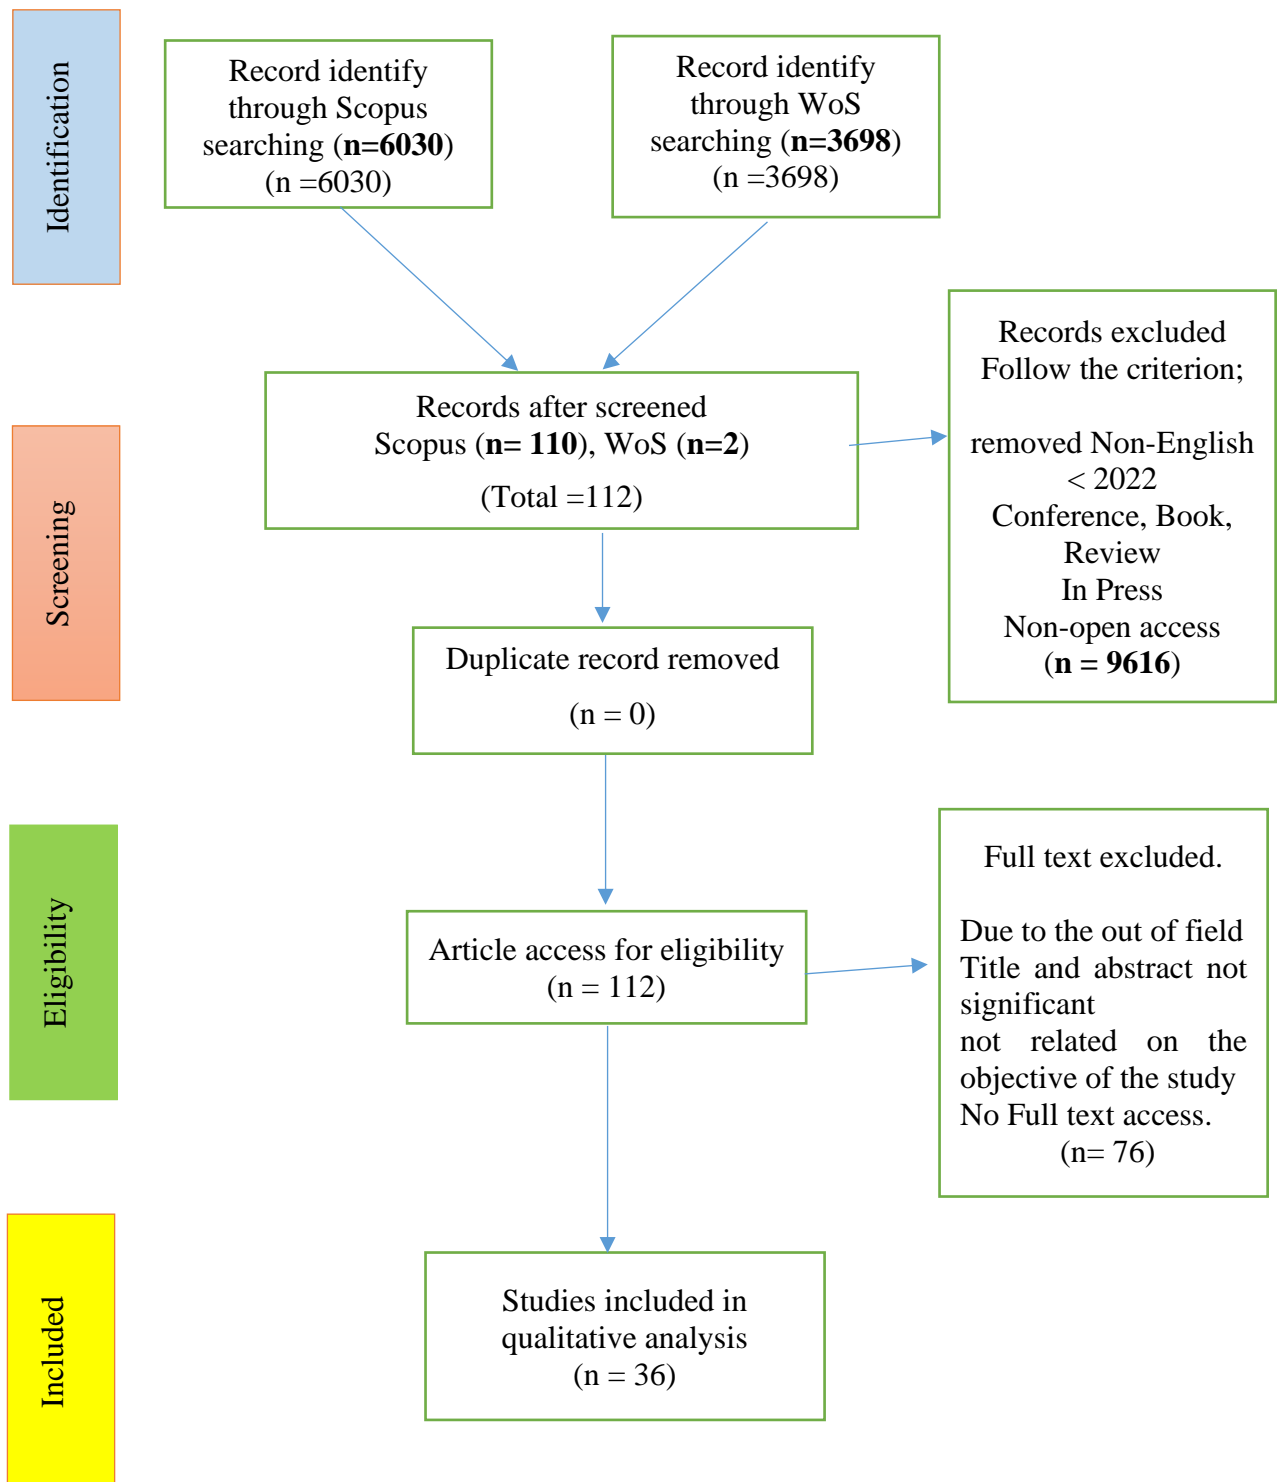 Identification
Record identify
through Scopus
searching (n=6030)
(n =6030)
Record identify
through WoS
searching (n=3698)
(n =3698)
Screening
Records after screened
Scopus (n= 110), WoS (n=2)
(Total =112)
Records excluded
Follow the criterion;
removed Non-English
< 2022
Conference, Book,
Review
In Press
Non-open access
(n = 9616)
Duplicate record removed
(n = 0)
Eligibility
Article access for eligibility
(n = 112)
Full text excluded.
Due to the out of field
Title and abstract not
significant
not related on the
objective of the study
No Full text access.
(n= 76)
Included
Studies included in
qualitative analysis
(n = 36)